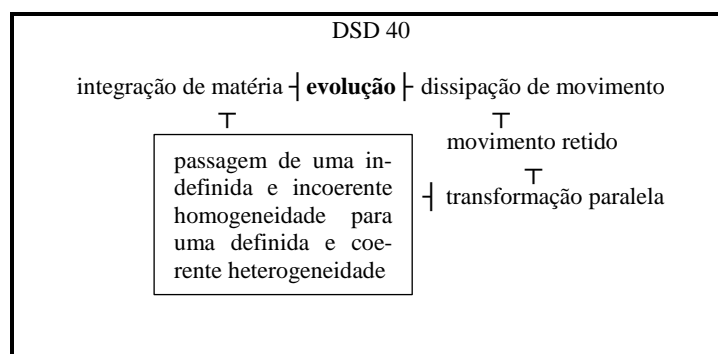 DSD 40
integração de matéria ┤evolução├ dissipação de movimento
┬ ┬
movimento retido
passagem de uma in-
definida e incoerente
homogeneidade para
uma definida e coe-
rente heterogeneidade
┬
┤ transformação paralela